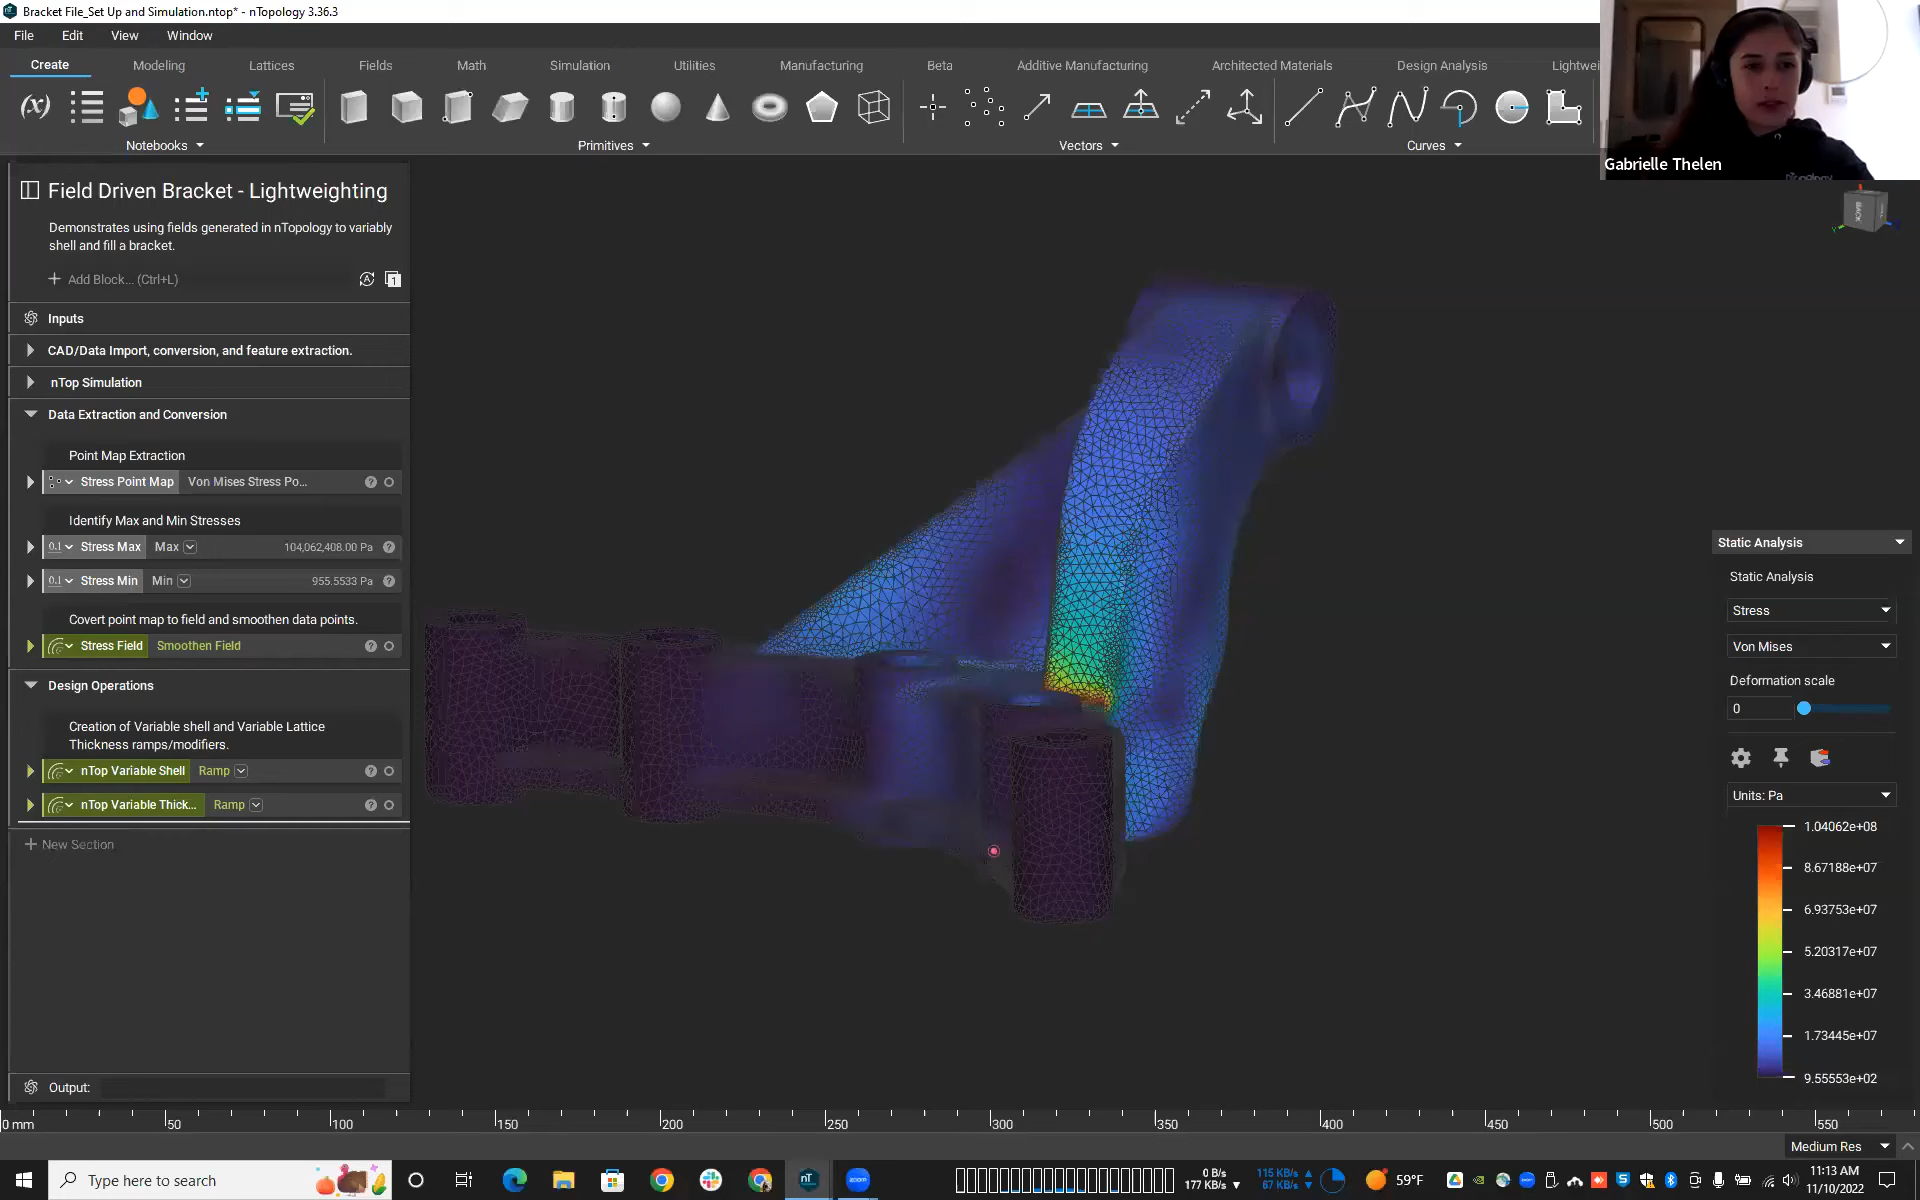 Bracket File_Set Up and Simulation.ntop* - nTopology 3.36.3
File Edit View Window
Create Modeling Lattices Fields Math Simulation Utilities Manufacturing Beta Additive Manufacturing Architected Materials Design Analysis Lightwei
Notebooks Primitives Vectors Curves
Gabrielle Thelen
nTopology
BACK
Field Driven Bracket - Lightweighting
Demonstrates using fields generated in nTopology to variably
shell and fill a bracket.
Add Block... (Ctrl+L)
Inputs
CAD/Data Import, conversion, and feature extraction.
nTop Simulation
Data Extraction and Conversion
Point Map Extraction
Stress Point Map Von Mises Stress Po...
Identify Max and Min Stresses
0.1 Stress Max Max 104,062,408.00 Pa
0.1 Stress Min Min 955.5533 Pa
Covert point map to field and smoothen data points.
Stress Field Smoothen Field
Design Operations
Creation of Variable shell and Variable Lattice
Thickness ramps/modifiers.
nTop Variable Shell Ramp
nTop Variable Thick... Ramp
New Section
Output:
Static Analysis
Static Analysis
Stress
Von Mises
Deformation scale
0
Units: Pa
1.04062e+08
8.67188e+07
6.93753e+07
5.20317e+07
3.46881e+07
1.73445e+07
9.55553e+02
0 mm 50 100 150 200 250 300 350 400 450 500 550
Medium Res
Type here to search
0 B/s
177 KB/s
115 KB/s
67 KB/s
59°F
11:13 AM
11/10/2022